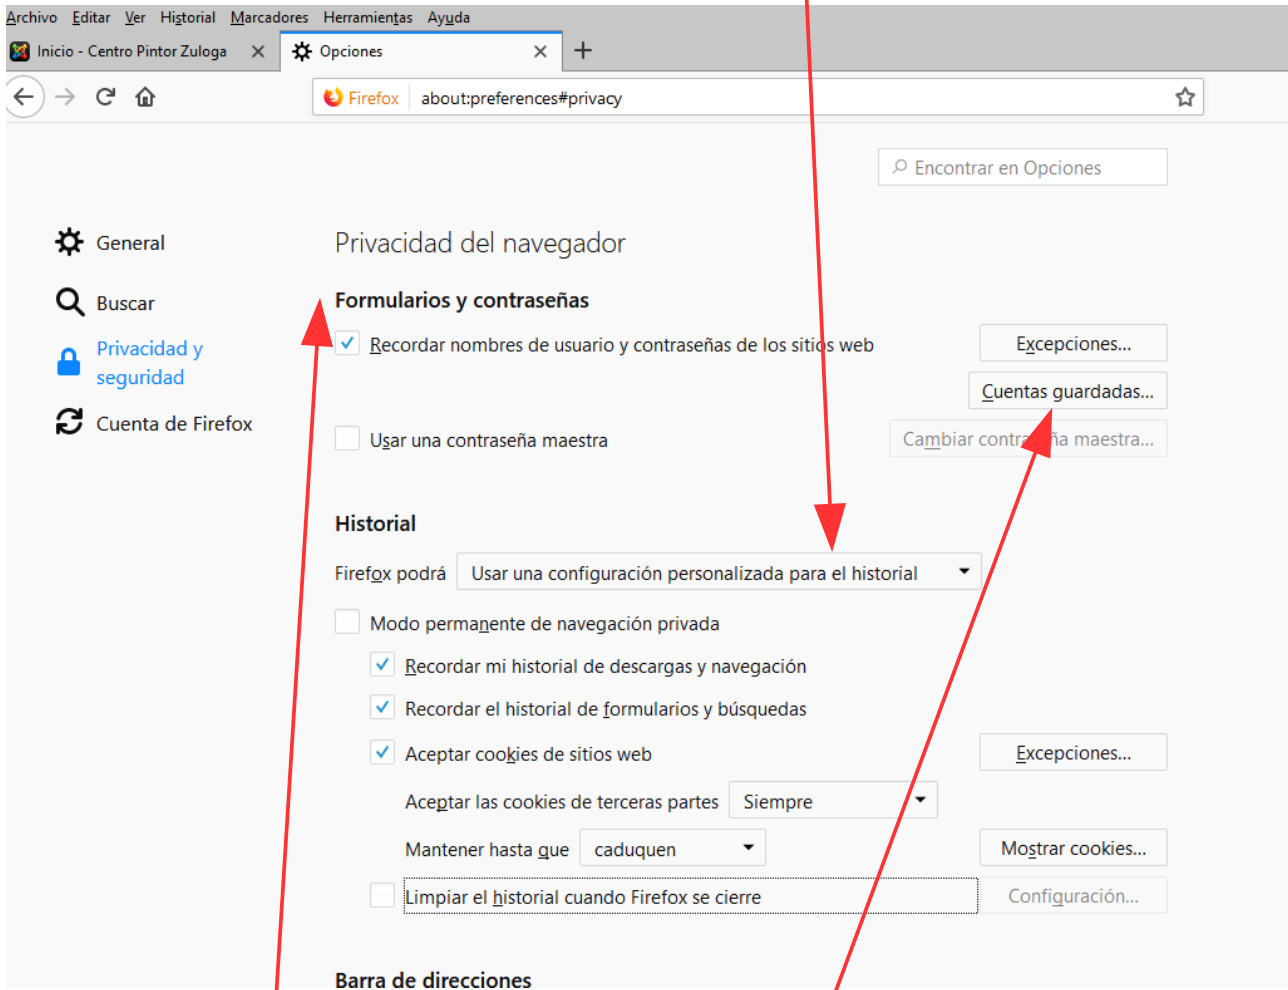 Archivo Editar Ver Historial Marcadores Herramientas Ayuda
Inicio - Centro Pintor Zuloga
Opciones
Firefox about:preferences#privacy
Encontrar en Opciones
General
Buscar
Privacidad y
seguridad
Cuenta de Firefox
Privacidad del navegador
Formularios y contraseñas
Recordar nombres de usuario y contraseñas de los sitios web
Excepciones...
Cuentas guardadas...
Usar una contraseña maestra
Cambiar contraseña maestra...
Historial
Firefox podrá Usar una configuración personalizada para el historial
Modo permanente de navegación privada
Recordar mi historial de descargas y navegación
Recordar el historial de formularios y búsquedas
Aceptar cookies de sitios web
Excepciones...
Aceptar las cookies de terceras partes Siempre
Mantener hasta que caduquen
Mostrar cookies...
Limpiar el historial cuando Firefox se cierre
Configuración...
Barra de direcciones